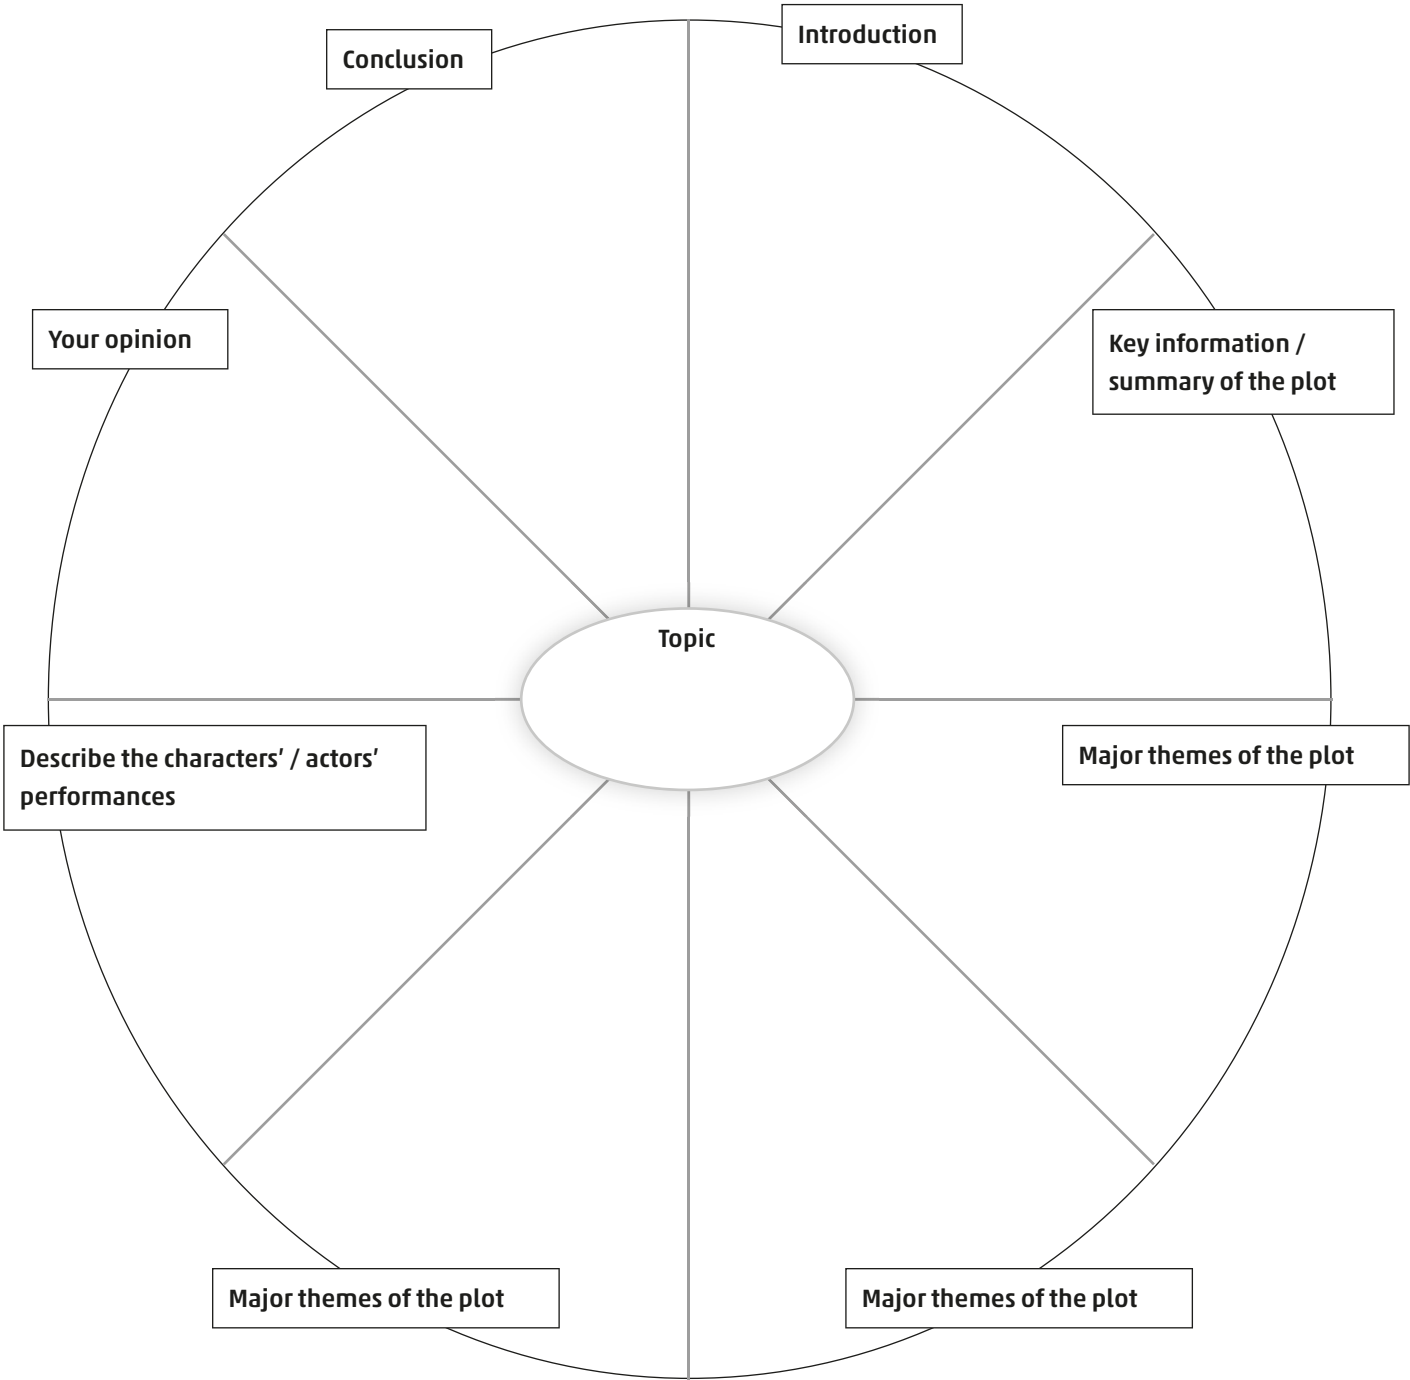 Introduction
Conclusion
Your opinion
Key information /
summary of the plot
Topic
Describe the characters' / actors'
performances
Major themes of the plot
Major themes of the plot
Major themes of the plot